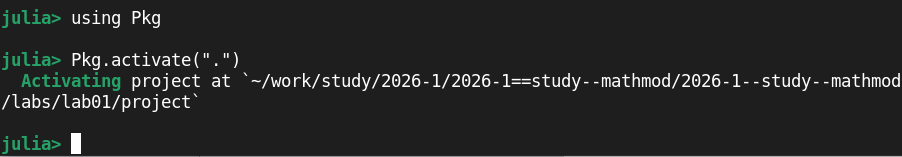 julia> using Pkg
julia> Pkg.activate(".")
Activating project at `~/work/study/2026-1/2026-1==study--mathmod/2026-1--study--mathmod
/labs/lab01/project`
julia>